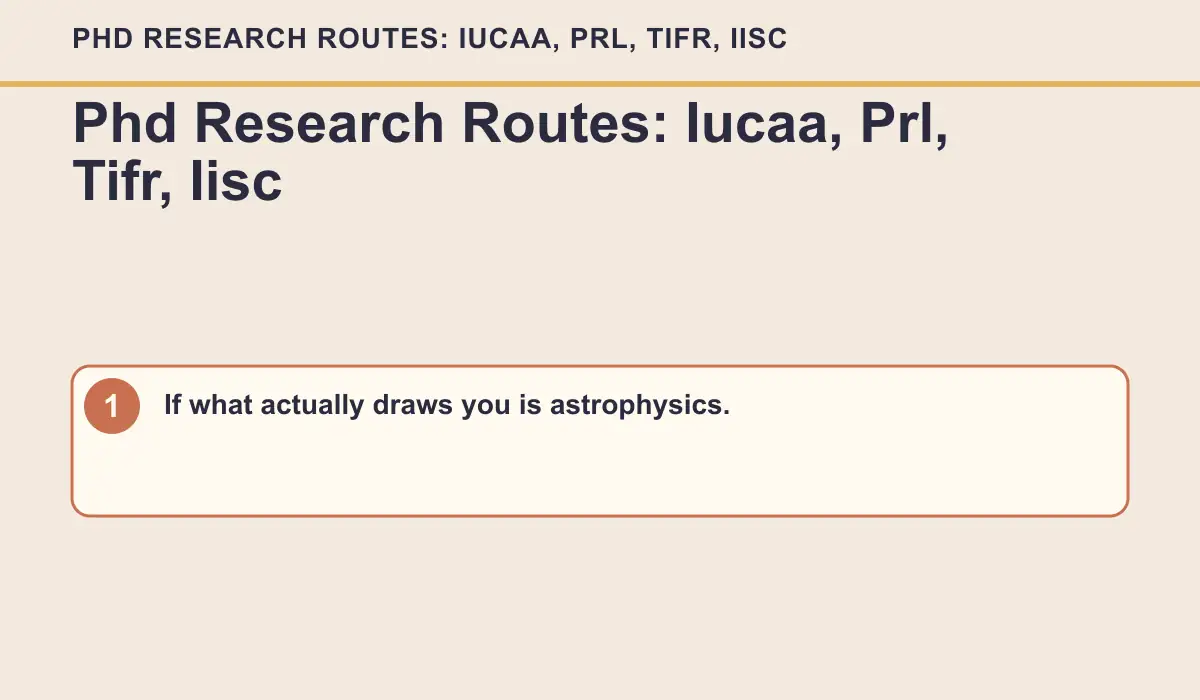 PHD RESEARCH ROUTES: IUCAA, PRL, TIFR, IISC
Phd Research Routes: Iucaa, Prl,
Tifr, Iisc
1 If what actually draws you is astrophysics.